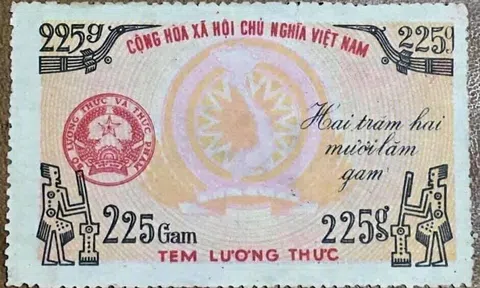 225g
CỘNG HÒA XÃ HỘI CHỦ NGHĨA VIỆT NAM
225g
BỘ LƯƠNG THỰC VÀ THỰC PHẨM
Hai trăm hai
mười lăm
gam
225 Gam
225g
TEM LƯƠNG THỰC